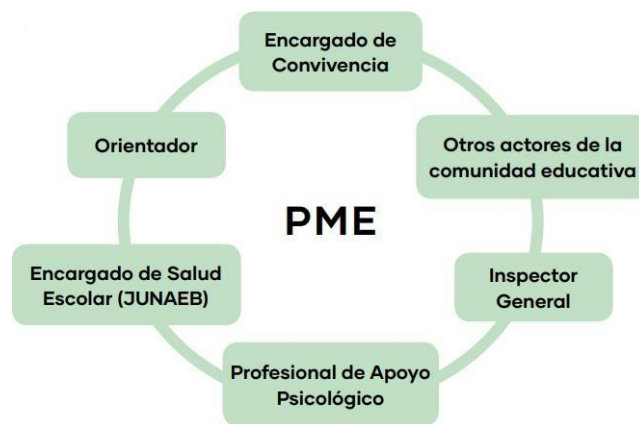 Encargado de
Convivencia
Orientador
Otros actores de la
comunidad educativa
PME
Encargado de Salud
Escolar (JUNAEB)
Inspector
General
Profesional de Apoyo
Psicológico